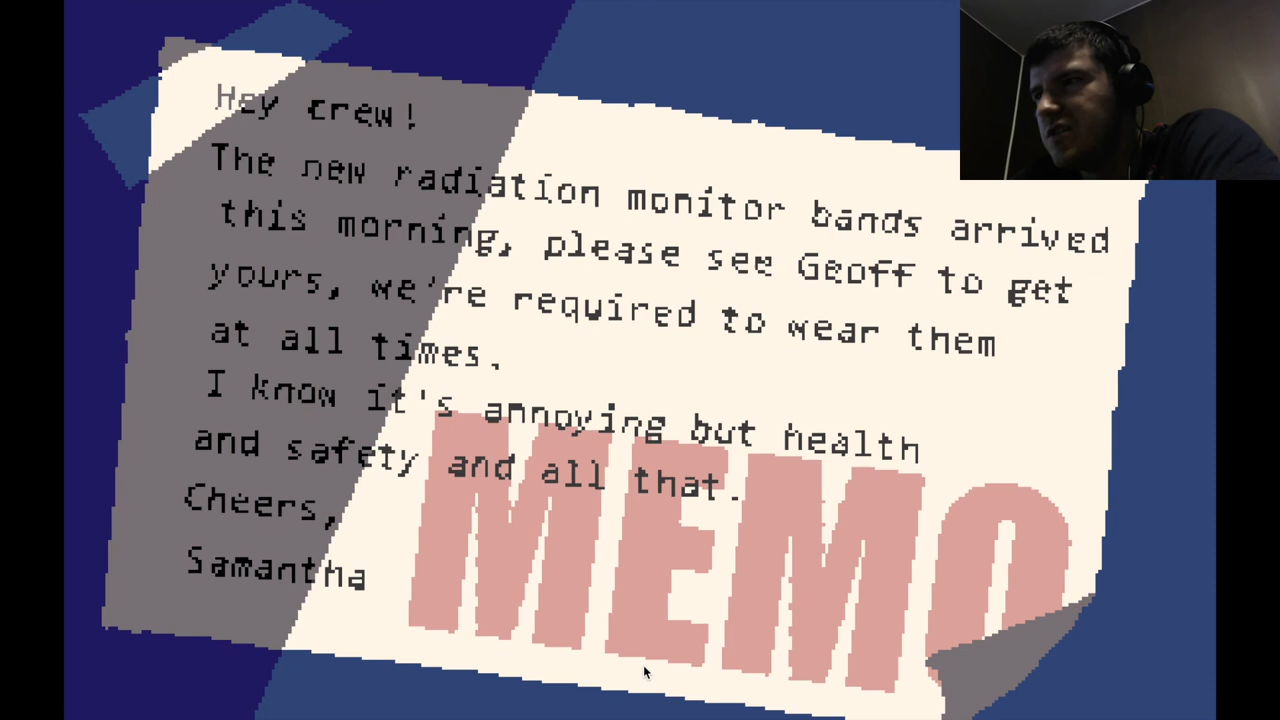 Hey crew!
The new radiation monitor bands arrived
this morning, please see Geoff to get
yours, we're required to wear them
at all times.
I know it's annoying but health
and safety and all that.
Cheers,
Samantha
MEMO